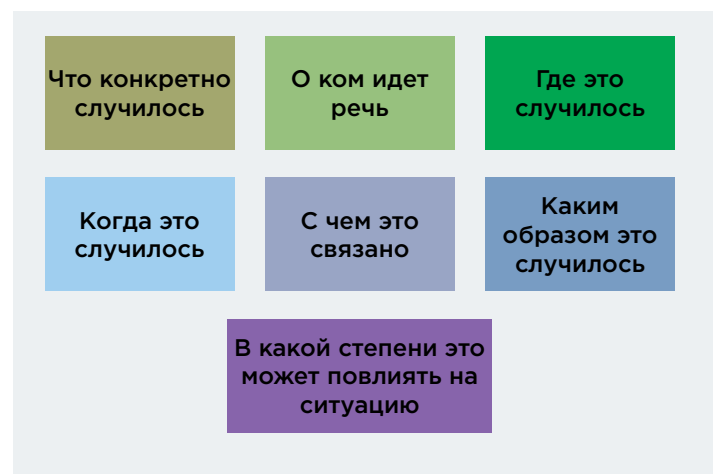 Что конкретно
случилось
О ком идет
речь
Где это
случилось
Когда это
случилось
С чем это
связано
Каким
образом это
случилось
В какой степени это
может повлиять на
ситуацию